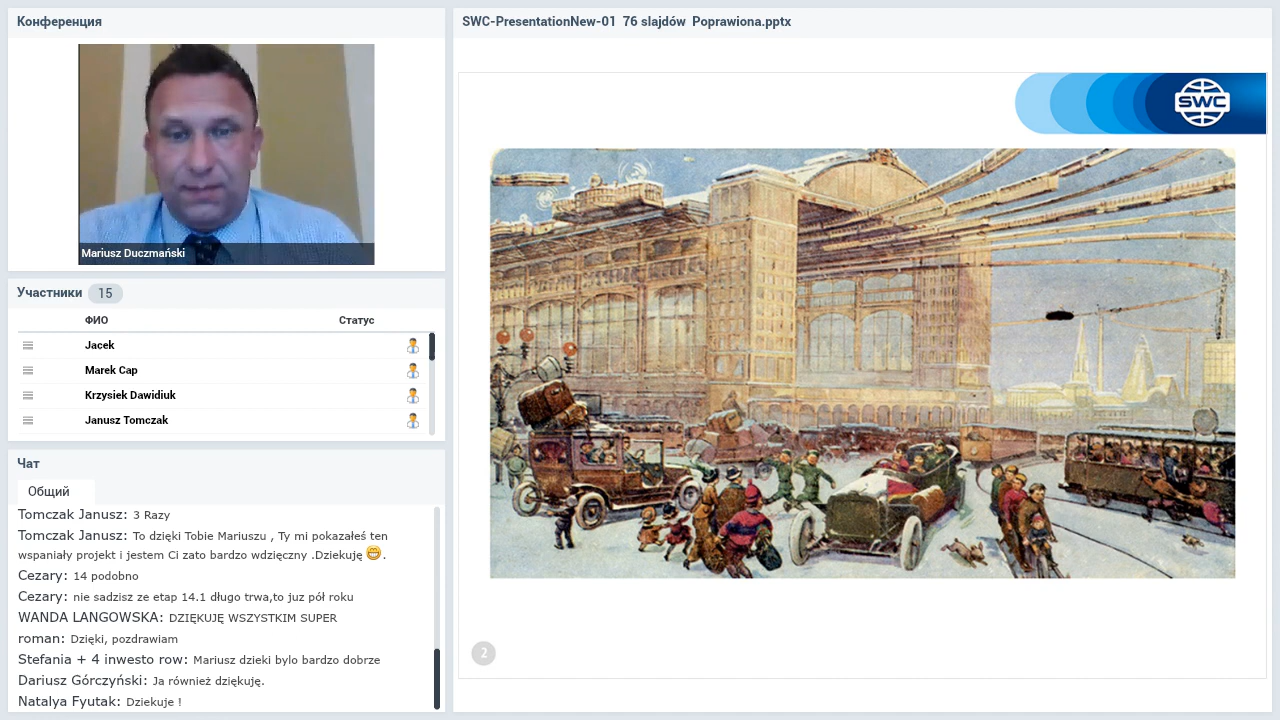 Конференция
Mariusz Duczmański
Участники 15
ФИО Статус
Jacek
Marek Cap
Krzysiek Dawidiuk
Janusz Tomczak
Чат
Общий
Tomczak Janusz: 3 Razy
Tomczak Janusz: To dzięki Tobie Mariuszu , Ty mi pokazałeś ten
wspaniały projekt i jestem Ci zato bardzo wdzięczny .Dziekuję 😁.
Cezary: 14 podobno
Cezary: nie sadzisz ze etap 14.1 długo trwa,to juz pół roku
WANDA LANGOWSKA: DZIĘKUJĘ WSZYSTKIM SUPER
roman: Dzięki, pozdrawiam
Stefania + 4 inwesto row: Mariusz dzieki bylo bardzo dobrze
Dariusz Górczyński: Ja również dziękuję.
Natalya Fyutak: Dziekuje !
SWC-PresentationNew-01 76 slajdów Poprawiona.pptx
SWC
2